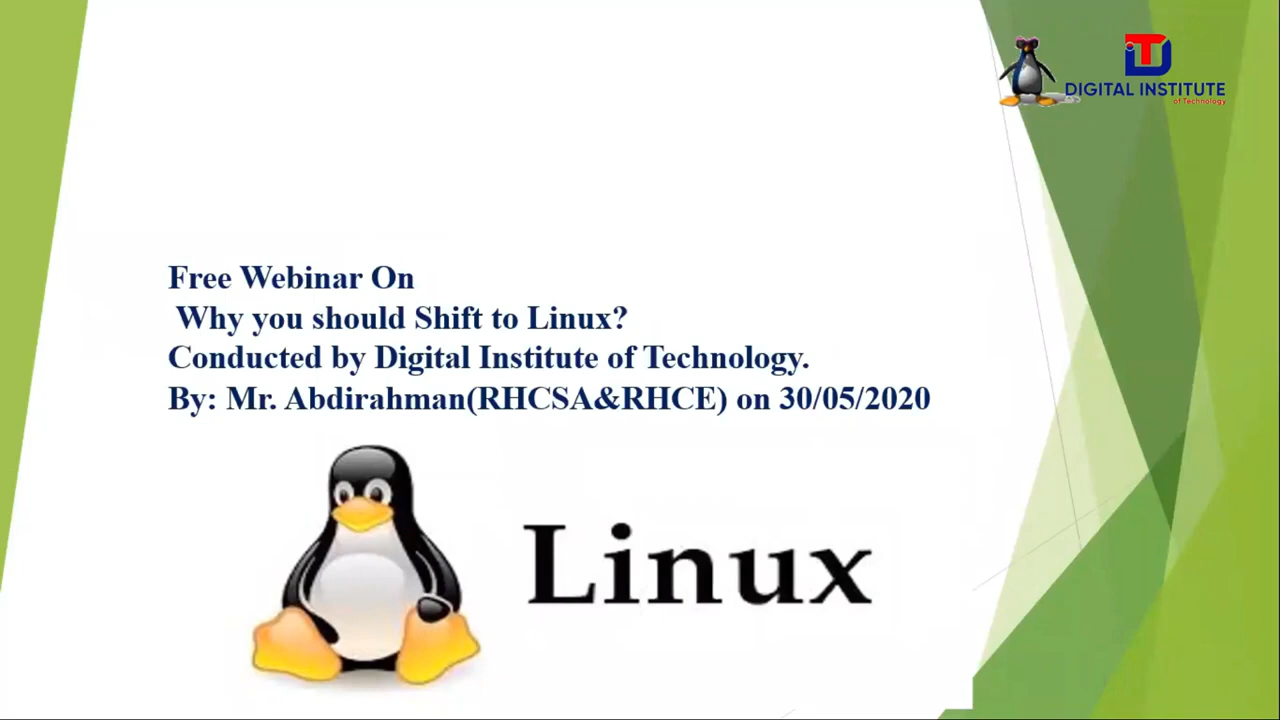 DIGITAL INSTITUTE
of Technology
Free Webinar On
Why you should Shift to Linux?
Conducted by Digital Institute of Technology.
By: Mr. Abdirahman(RHCSA&RHCE) on 30/05/2020
Linux